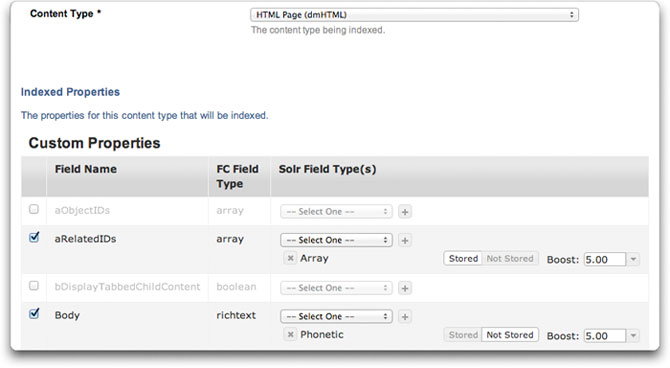 Content Type * HTML Page (dmHTML)
The content type being indexed.
Indexed Properties
The properties for this content type that will be indexed.
Custom Properties
Field Name FC Field Type Solr Field Type(s)
aObjectIDs array -- Select One -- +
aRelatedIDs array -- Select One -- +
Array Stored Not Stored Boost: 5.00
bDisplayTabbedChildContent boolean -- Select One -- +
Body richtext -- Select One -- +
Phonetic Stored Not Stored Boost: 5.00